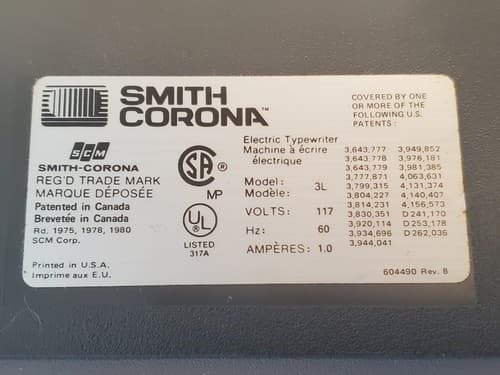 SMITH
CORONA™
SCM
SMITH-CORONA
REG'D TRADE MARK
MARQUE DÉPOSÉE
Patented in Canada
Brevetée in Canada
Rd. 1975, 1978, 1980
SCM Corp.
Printed in U.S.A.
Imprime aux E.U.
SA
MP
UL
LISTED
317A
Electric Typewriter
Machine à écrire
électrique
Model: 3L
Modèle:
VOLTS: 117
Hz: 60
AMPÈRES: 1.0
COVERED BY ONE
OR MORE OF THE
FOLLOWING U.S.
PATENTS:
3,643,777 3,949,852
3,643,778 3,976,181
3,643,779 3,981,385
3,777,871 4,063,631
3,799,315 4,131,374
3,804,227 4,140,407
3,814,231 4,156,573
3,830,351 D 241,170
3,920,114 D 253,178
3,934,696 D 262,036
3,944,041
604490 Rev. B